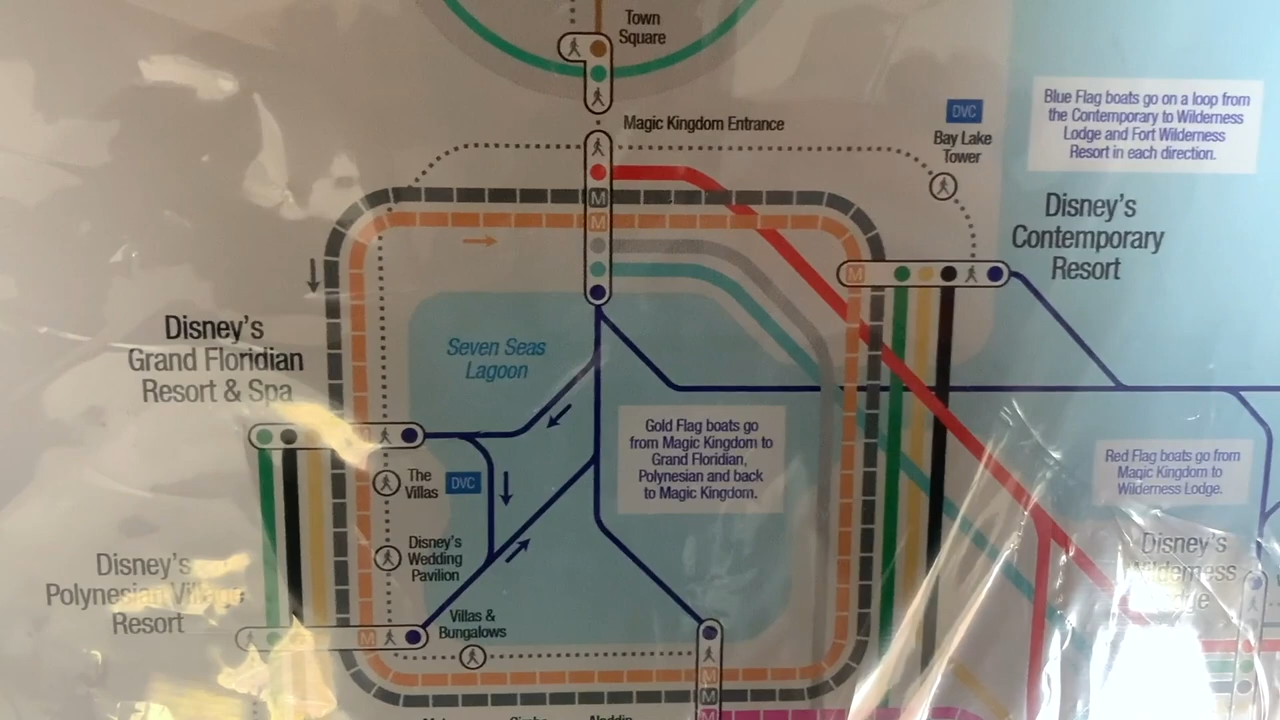 Town
Square
Magic Kingdom Entrance
DVC
Bay Lake
Tower
Blue Flag boats go on a loop from
the Contemporary to Wilderness
Lodge and Fort Wilderness
Resort in each direction.
M
M
Disney's
Contemporary
Resort
M
Disney's
Grand Floridian
Resort & Spa
Seven Seas
Lagoon
Gold Flag boats go
from Magic Kingdom to
Grand Floridian,
Polynesian and back
to Magic Kingdom.
Red Flag boats go from
Magic Kingdom to
Wilderness Lodge.
The
Villas
DVC
Disney's
Wedding
Pavilion
Disney's
Wilderness
Disney's
Polynesian Village
Resort
M
Villas &
Bungalows
M
M
M
Aladdin